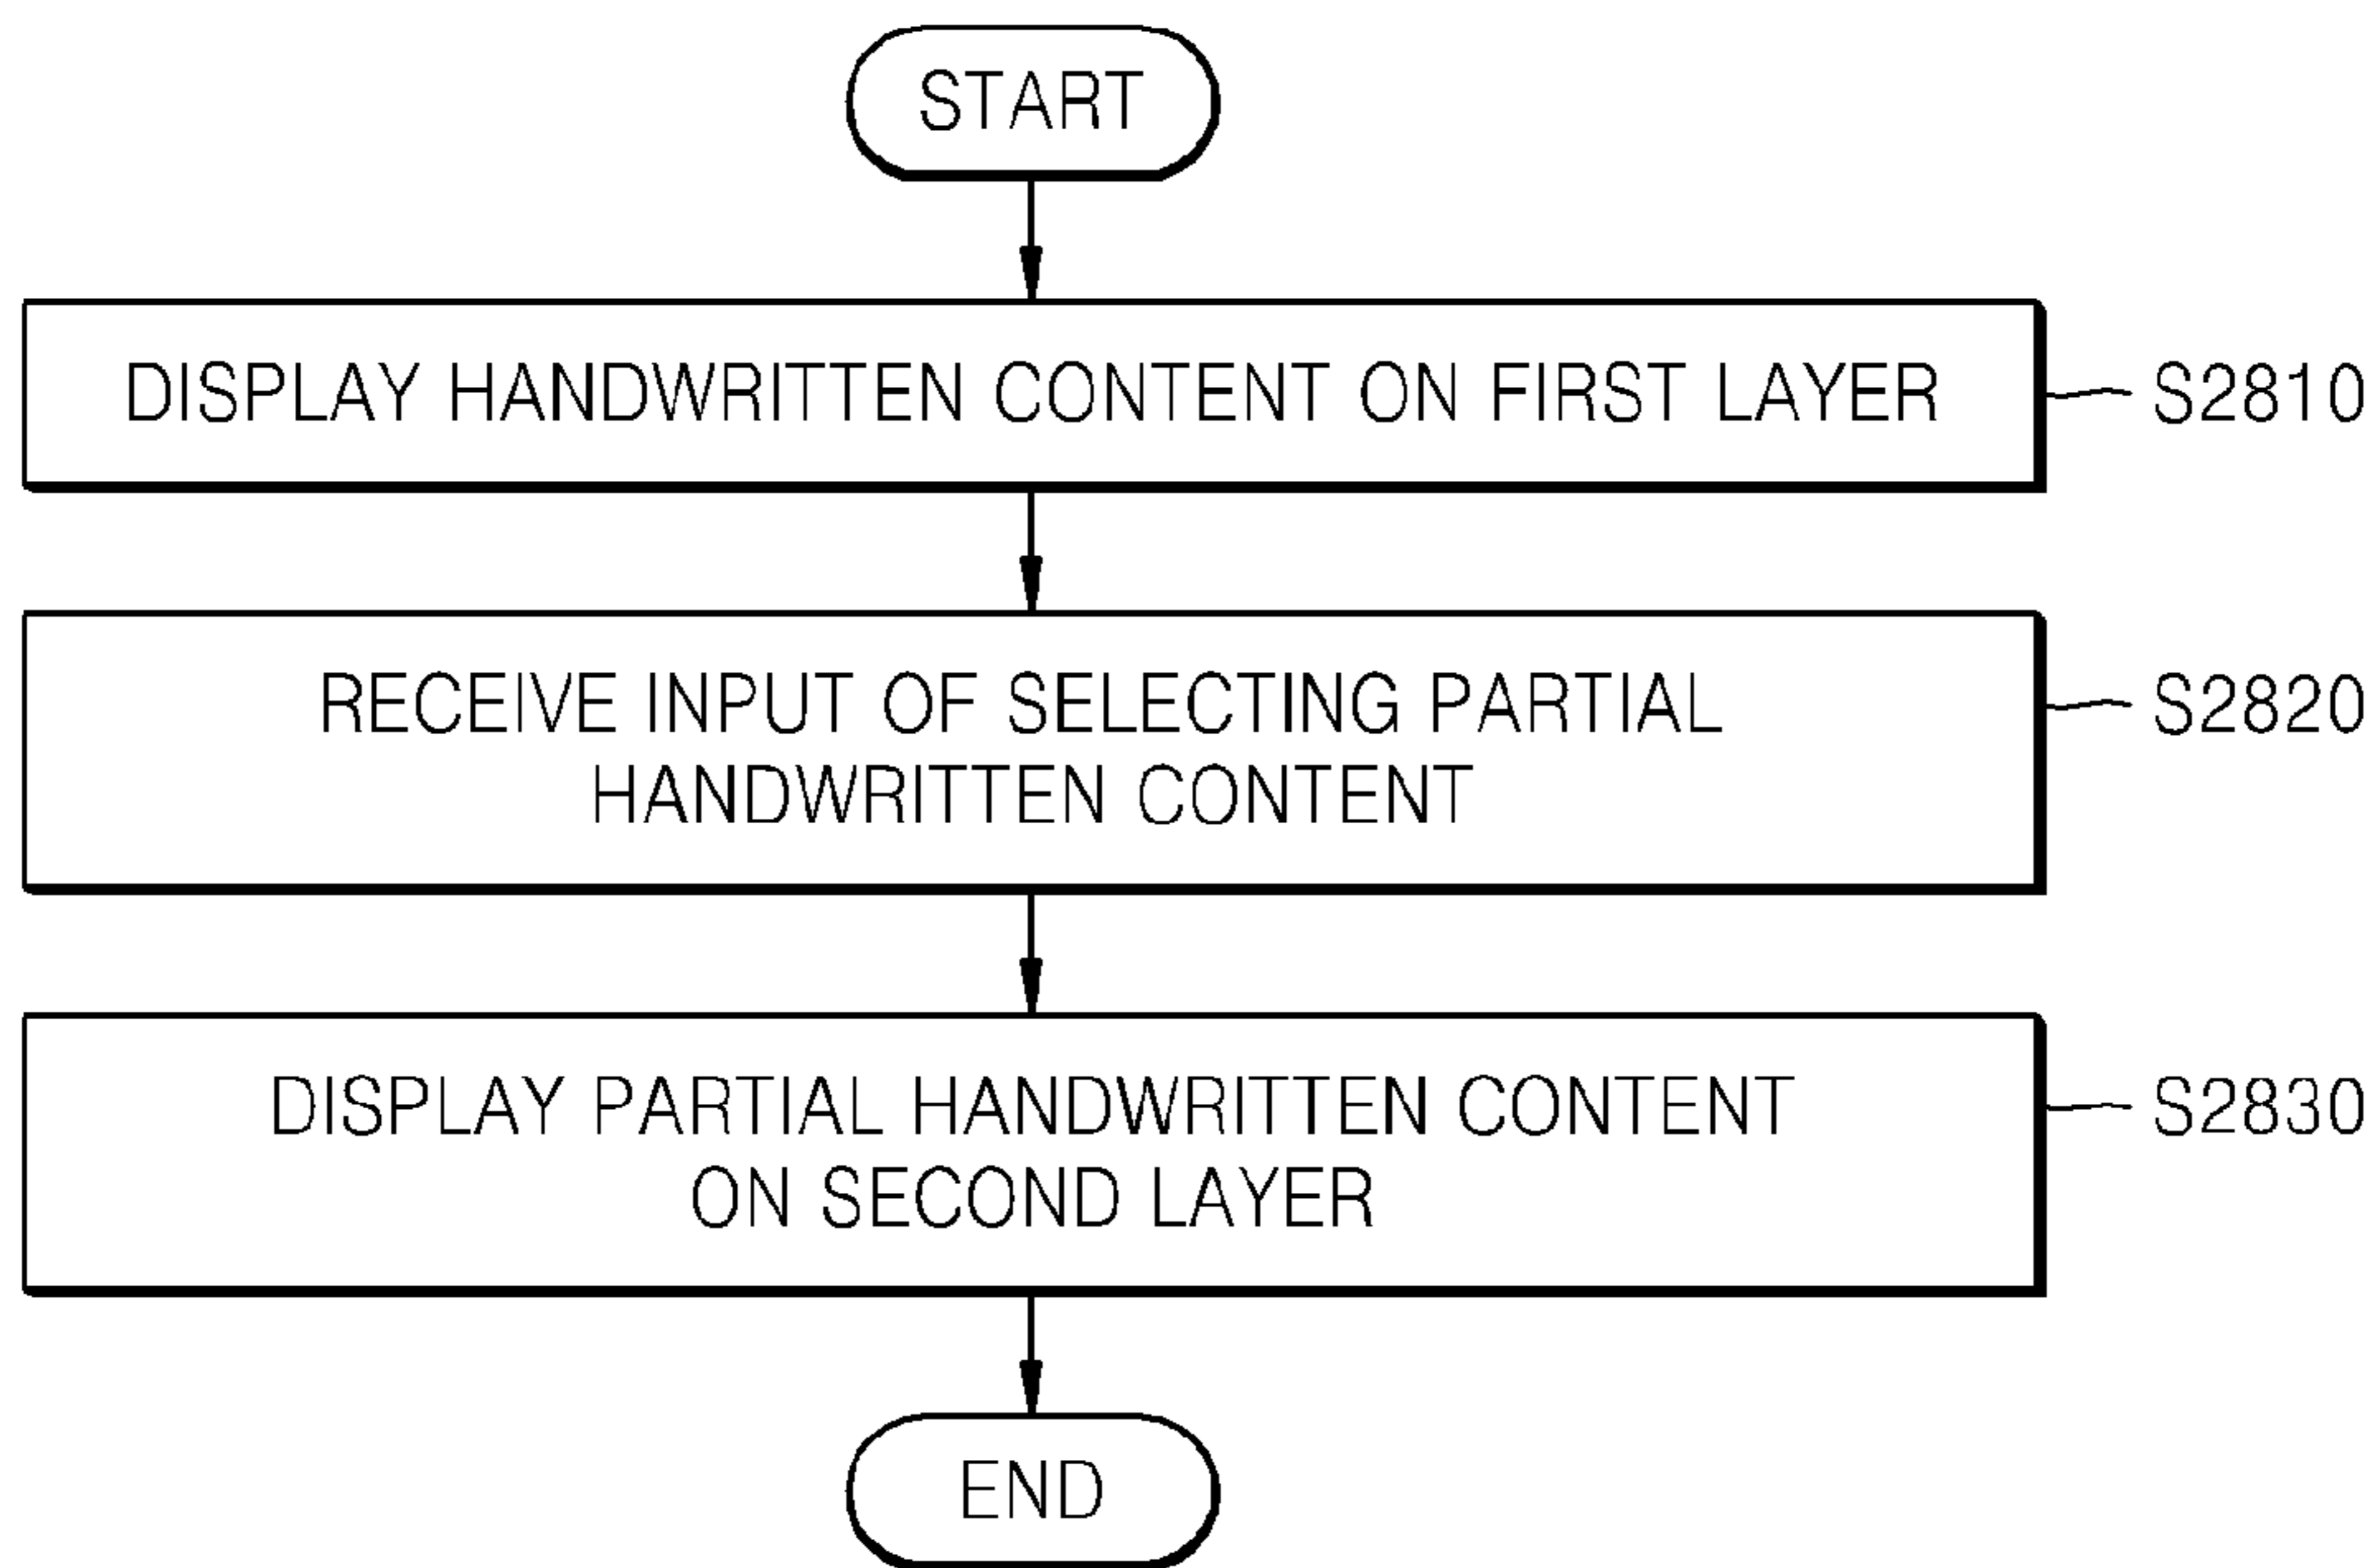 START
DISPLAY HANDWRITTEN CONTENT ON FIRST LAYER
S2810
RECEIVE INPUT OF SELECTING PARTIAL
HANDWRITTEN CONTENT
S2820
DISPLAY PARTIAL HANDWRITTEN CONTENT
ON SECOND LAYER
S2830
END